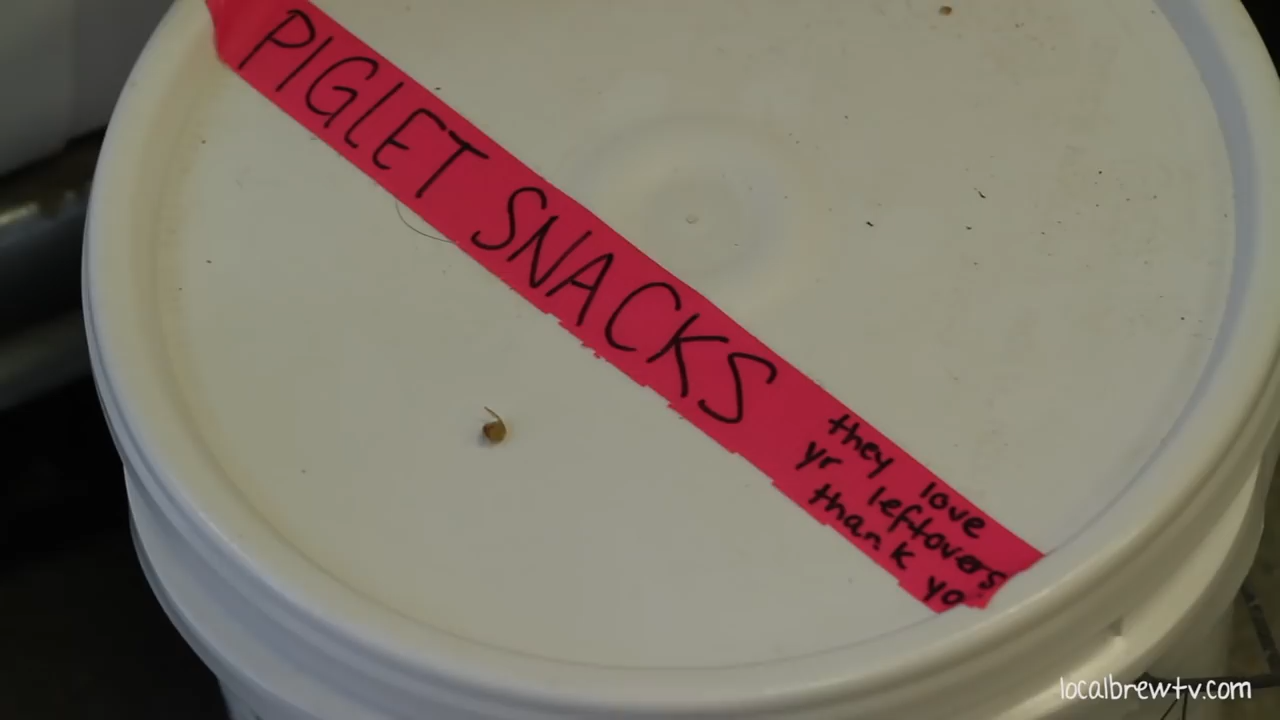 PIGLET SNACKS
they love
yr leftovers
thank yo
localbrewtv.com